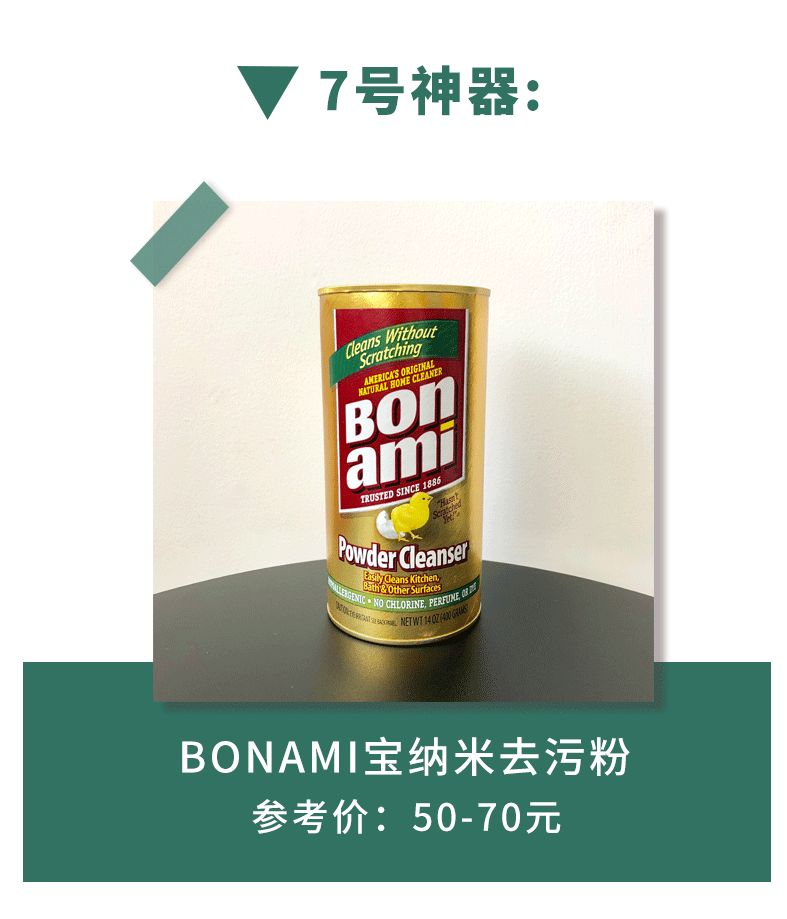 ▼ 7号神器:
Cleans Without
Scratching
AMERICA'S ORIGINAL
NATURAL HOME CLEANER
Bon
ami
TRUSTED SINCE 1886
"Hasn't
Scratched
Yet!"
Powder Cleanser
Easily Cleans Kitchen,
Bath & Other Surfaces
ALLERGENIC • NO CHLORINE, PERFUME, OR DYE
NET WT 14 OZ (400 GRAMS)
BONAMI宝纳米去污粉
参考价：50-70元